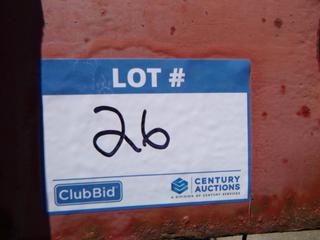 LOT #
26
ClubBid
CENTURY
AUCTIONS
A DIVISION OF CENTURY SERVICES